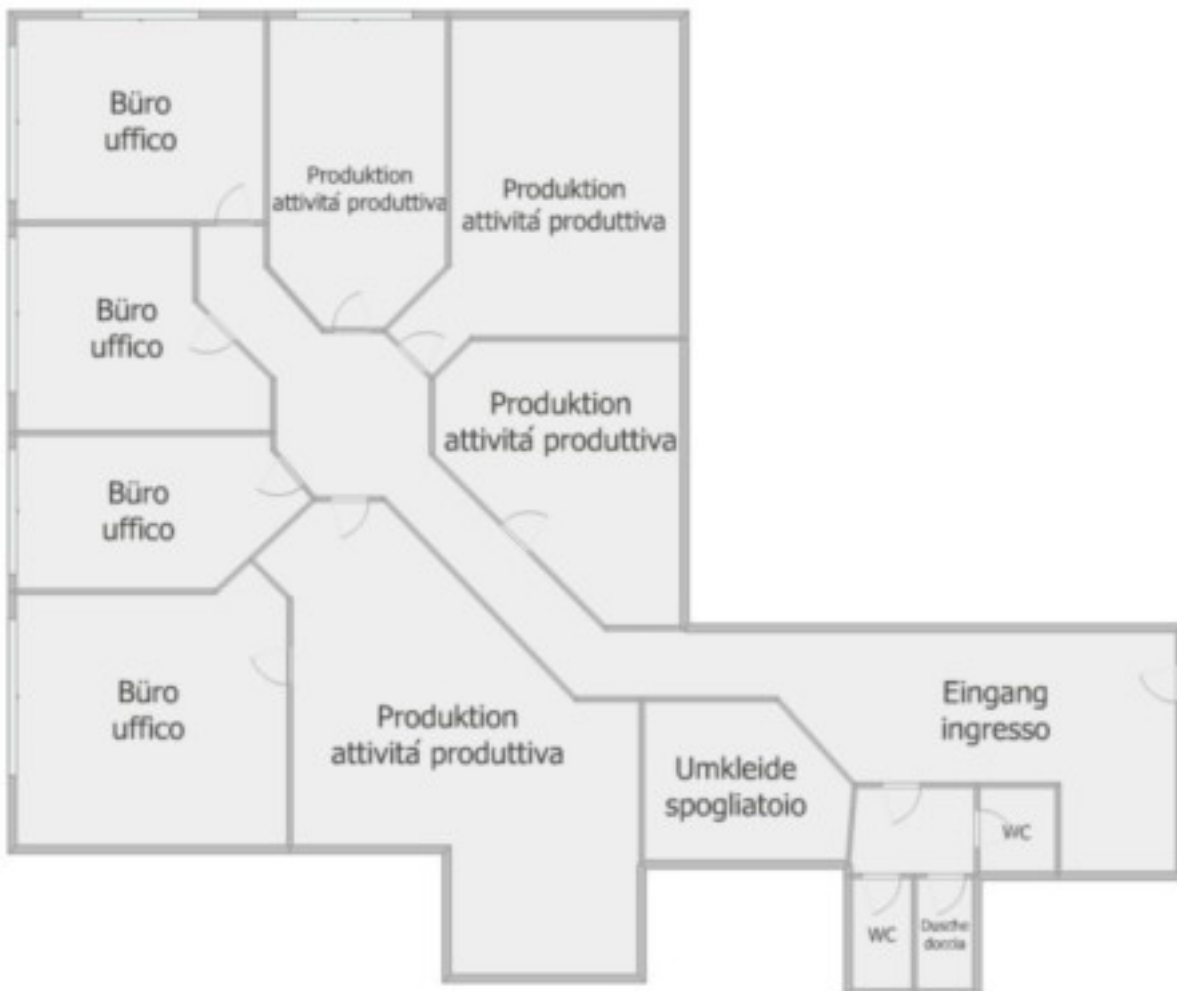 Büro
uffico
Produktion
attivitá produttiva
Produktion
attivitá produttiva
Büro
uffico
Produktion
attivitá produttiva
Büro
uffico
Büro
uffico
Produktion
attivitá produttiva
Umkleide
spogliatoio
Eingang
ingresso
WC
WC
Dusche
doccia